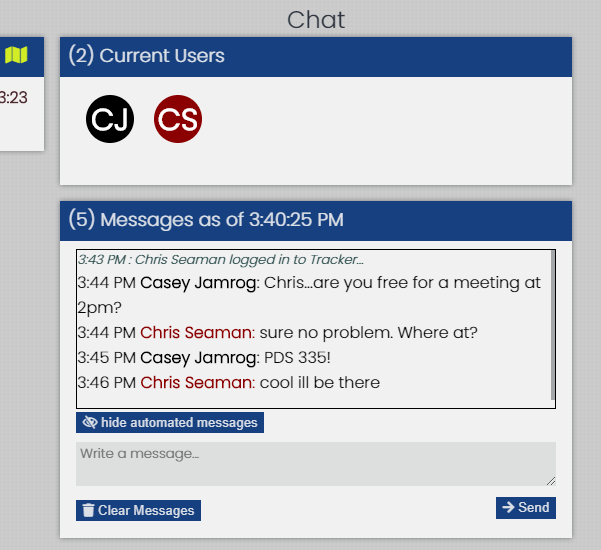 Chat
3:23
(2) Current Users
CJ CS
(5) Messages as of 3:40:25 PM
3:43 PM : Chris Seaman logged in to Tracker...
3:44 PM Casey Jamrog: Chris...are you free for a meeting at
2pm?
3:44 PM Chris Seaman: sure no problem. Where at?
3:45 PM Casey Jamrog: PDS 335!
3:46 PM Chris Seaman: cool ill be there
hide automated messages
Write a message...
Clear Messages
Send